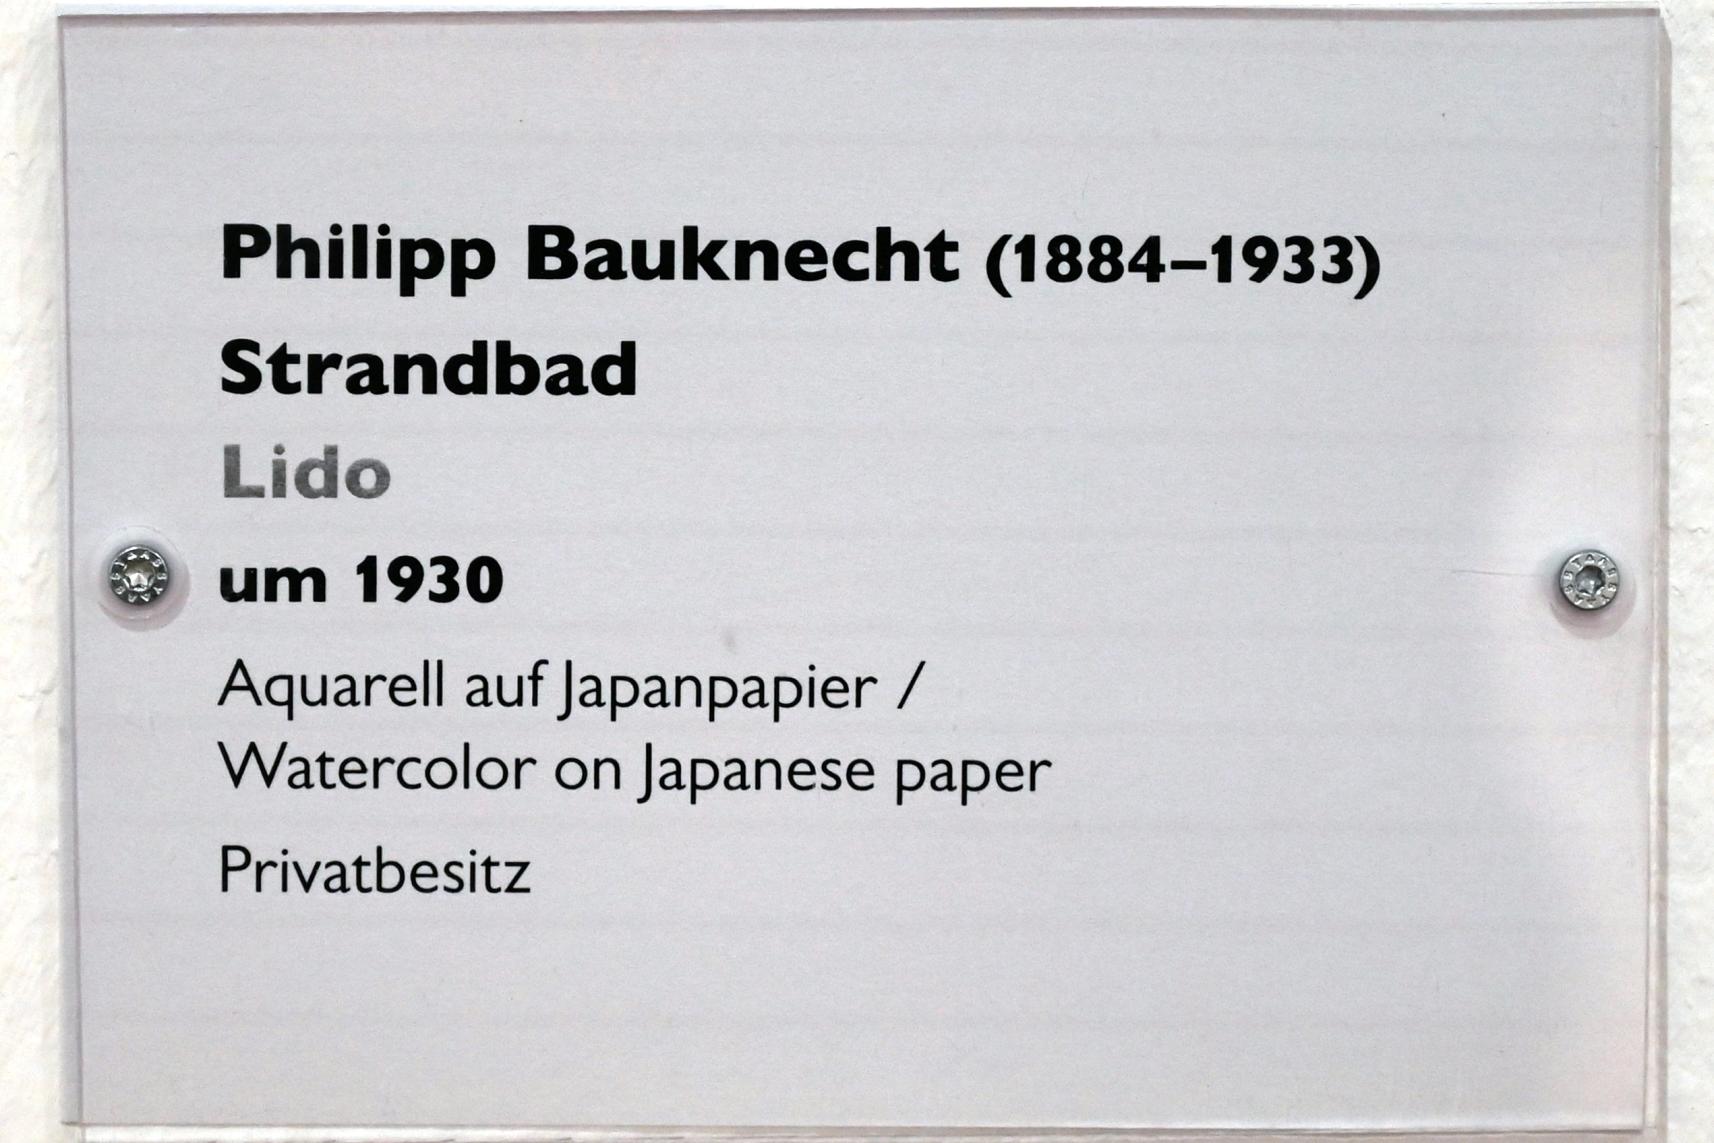 Philipp Bauknecht (1884–1933)
Strandbad
Lido
um 1930
Aquarell auf Japanpapier /
Watercolor on Japanese paper
Privatbesitz